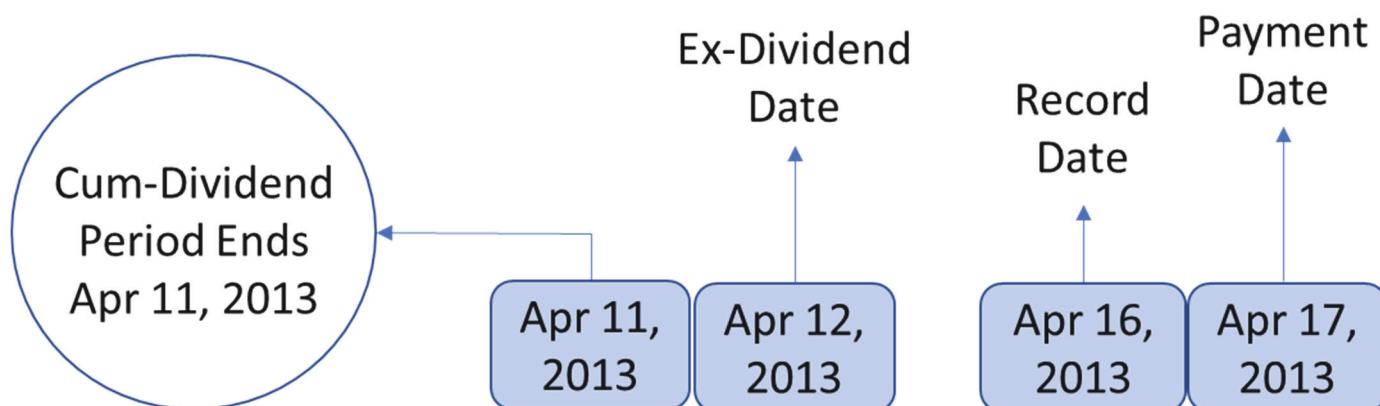 Cum-Dividend
Period Ends
Apr 11, 2013
Ex-Dividend
Date
Record
Date
Payment
Date
Apr 11,
2013
Apr 12,
2013
Apr 16,
2013
Apr 17,
2013